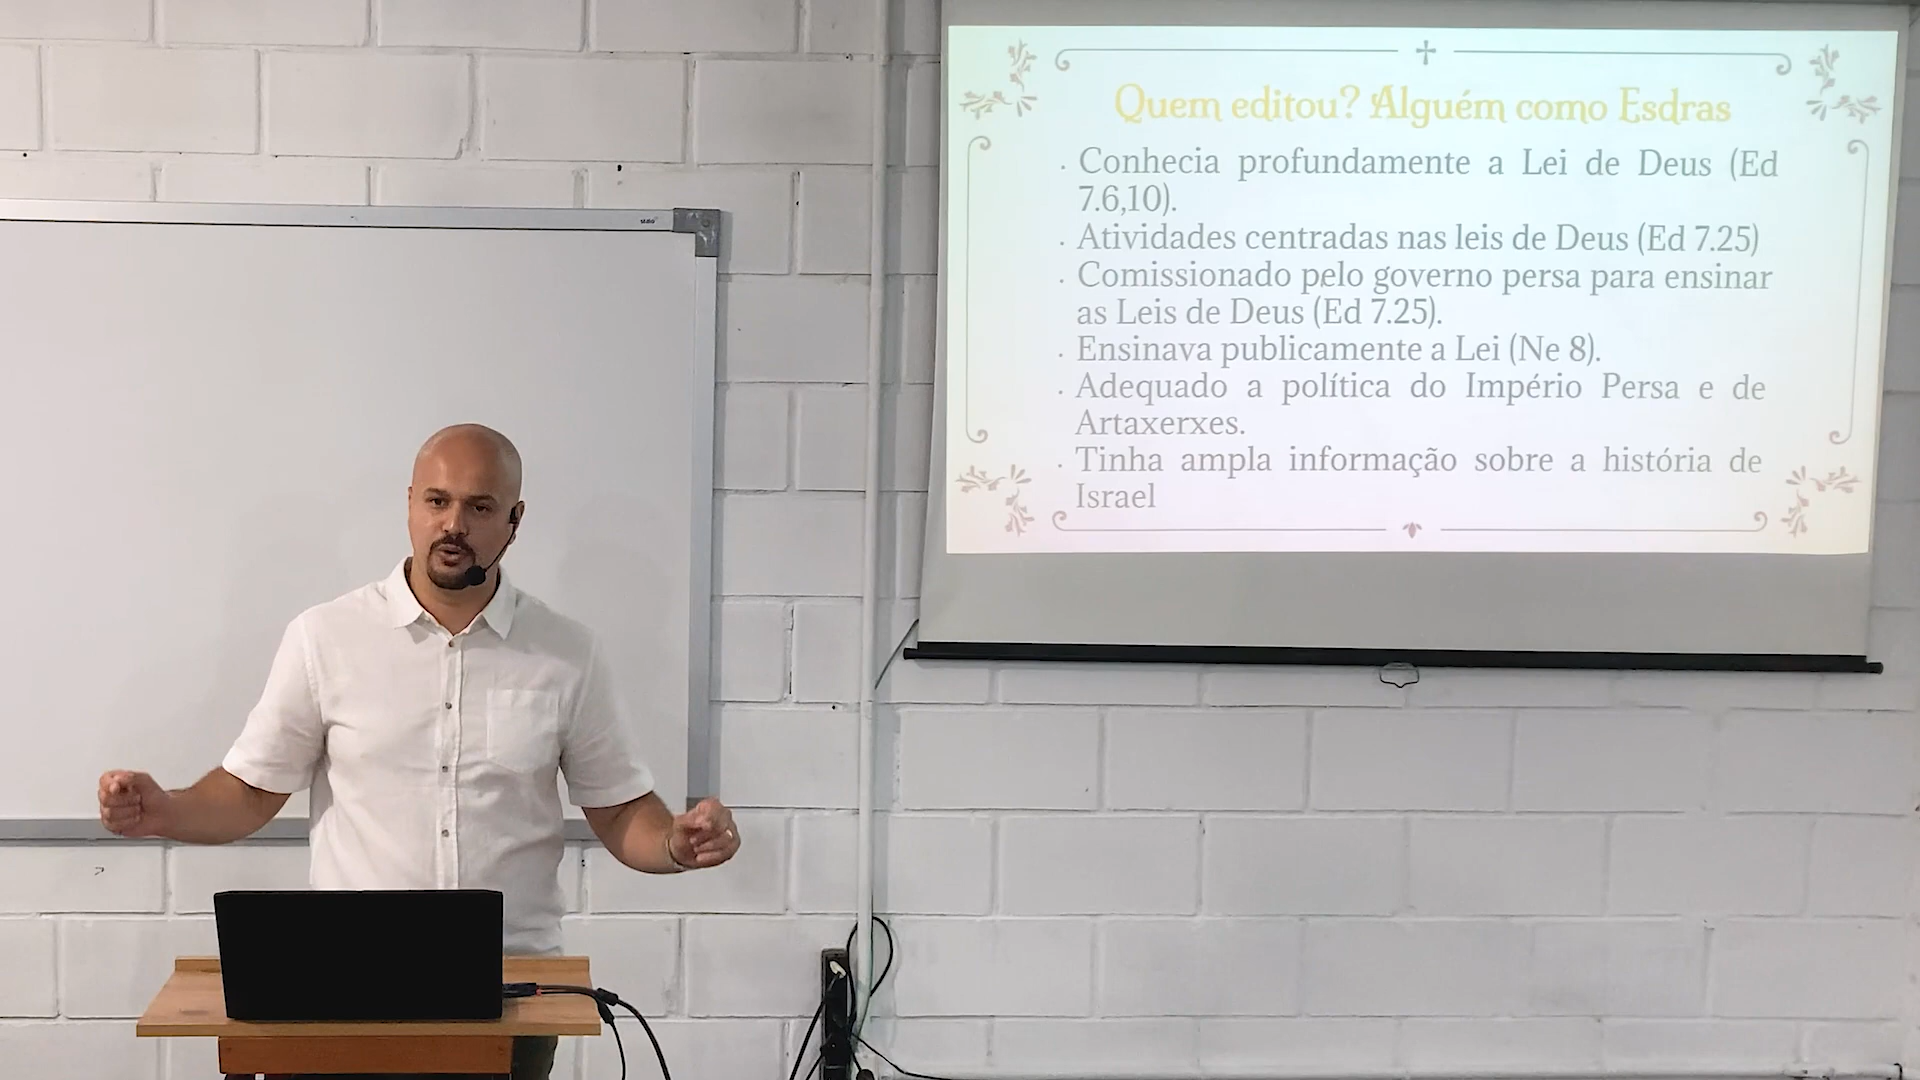 Quem editou? Alguém como Esdras
· Conhecia profundamente a Lei de Deus (Ed
7.6,10).
· Atividades centradas nas leis de Deus (Ed 7.25)
· Comissionado pelo governo persa para ensinar
as Leis de Deus (Ed 7.25).
· Ensinava publicamente a Lei (Ne 8).
· Adequado a política do Império Persa e de
Artaxerxes.
· Tinha ampla informação sobre a história de
Israel